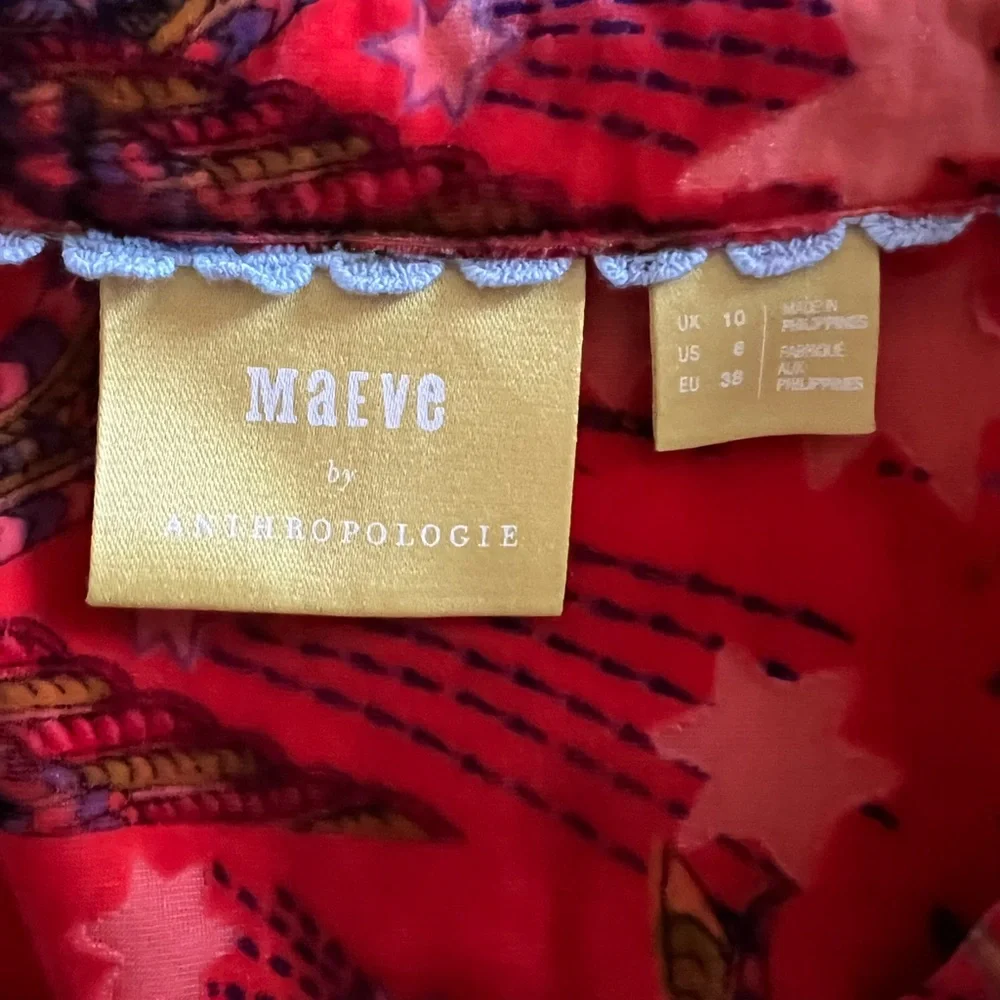 MaEve
by
ANTHROPOLOGIE
UK 10
US 6
EU 38
MADE IN
PHILIPPINES
FABRIQUÉ
AUX
PHILIPPINES